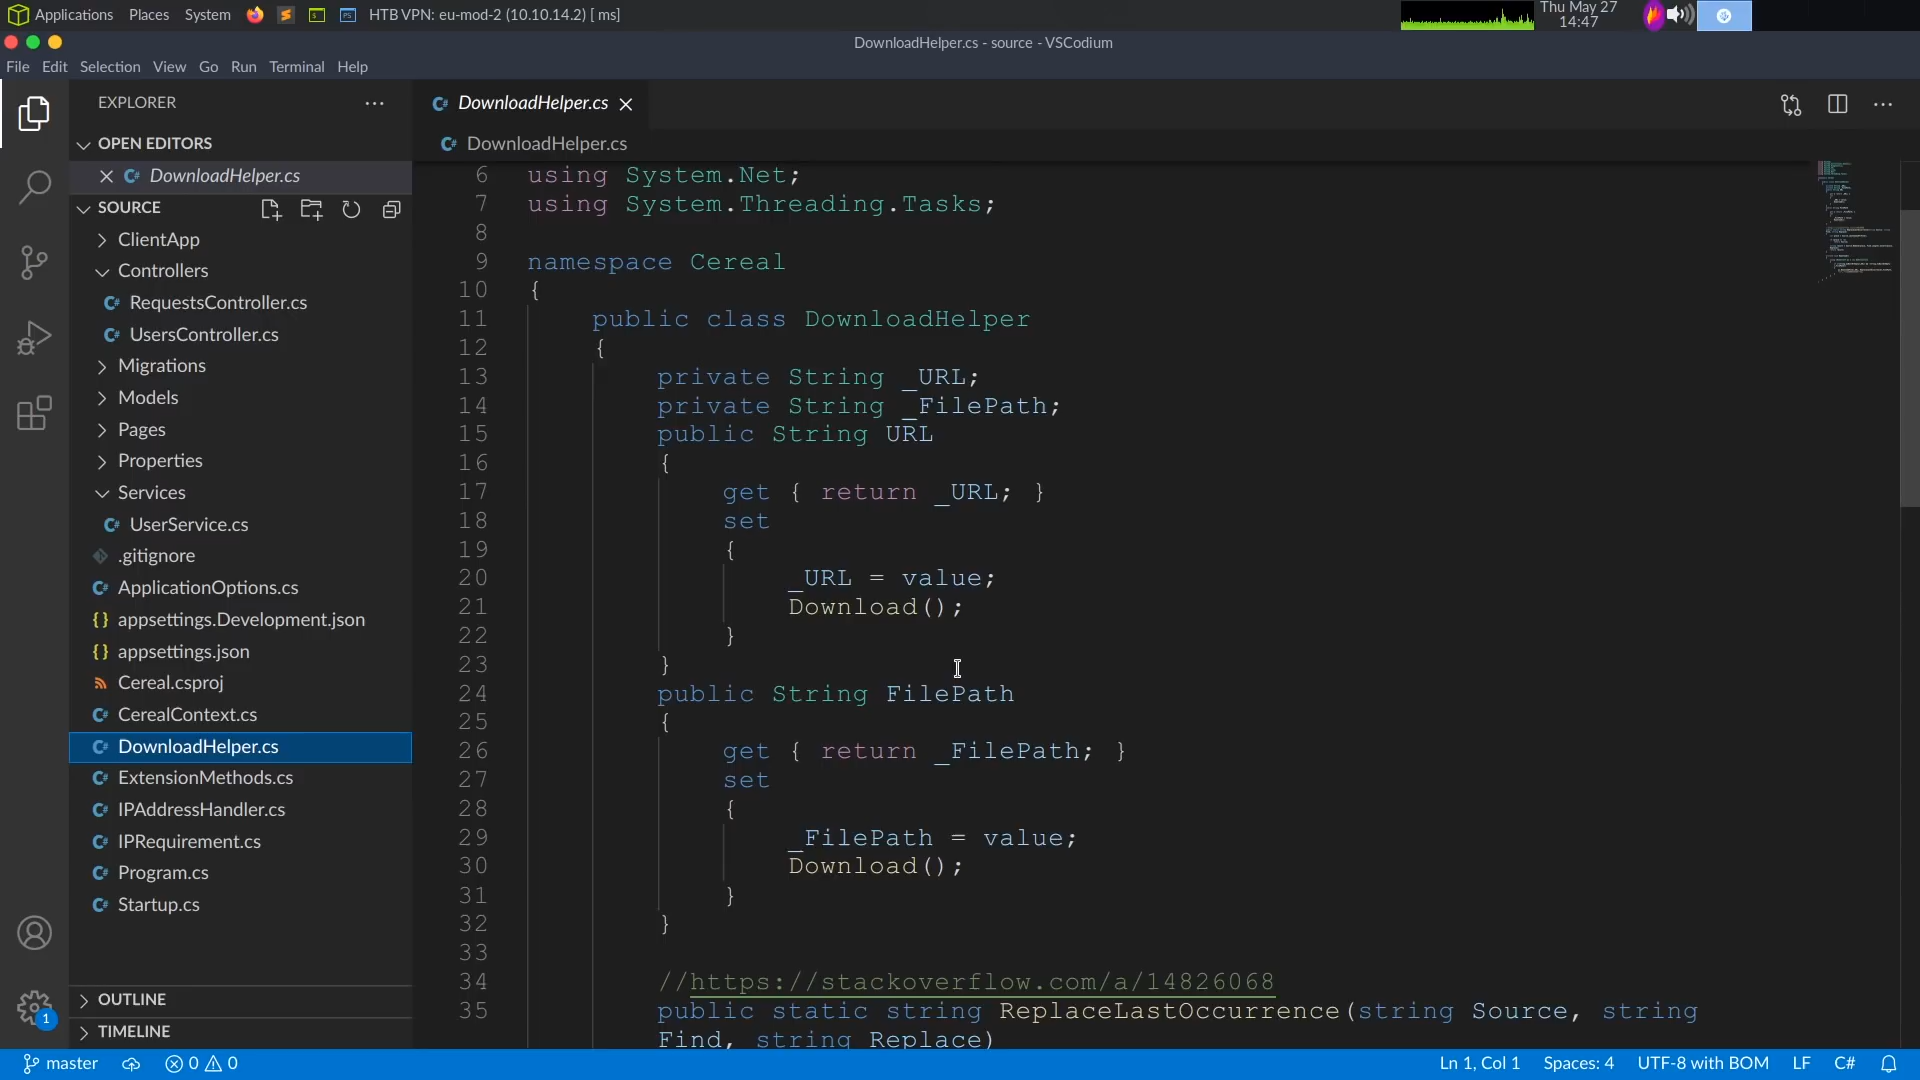 Applications Places System HTB VPN: eu-mod-2 (10.10.14.2) [ ms] Thu May 27
14:47
DownloadHelper.cs - source - VSCodium
File Edit Selection View Go Run Terminal Help
EXPLORER
OPEN EDITORS
DownloadHelper.cs
SOURCE
ClientApp
Controllers
RequestsController.cs
UsersController.cs
Migrations
Models
Pages
Properties
Services
UserService.cs
.gitignore
ApplicationOptions.cs
appsettings.Development.json
appsettings.json
Cereal.csproj
CerealContext.cs
DownloadHelper.cs
ExtensionMethods.cs
IPAddressHandler.cs
IPRequirement.cs
Program.cs
Startup.cs
OUTLINE
TIMELINE
1
DownloadHelper.cs
DownloadHelper.cs
6 using System.Net;
7 using System.Threading.Tasks;
8
9 namespace Cereal
10 {
11 public class DownloadHelper
12 {
13 private String _URL;
14 private String _FilePath;
15 public String URL
16 {
17 get { return _URL; }
18 set
19 {
20 _URL = value;
21 Download();
22 }
23 }
24 public String FilePath
25 {
26 get { return _FilePath; }
27 set
28 {
29 _FilePath = value;
30 Download();
31 }
32 }
33
34 //https://stackoverflow.com/a/14826068
35 public static string ReplaceLastOccurrence(string Source, string
Find, string Replace)
master 0 0 Ln 1, Col 1 Spaces: 4 UTF-8 with BOM LF C#